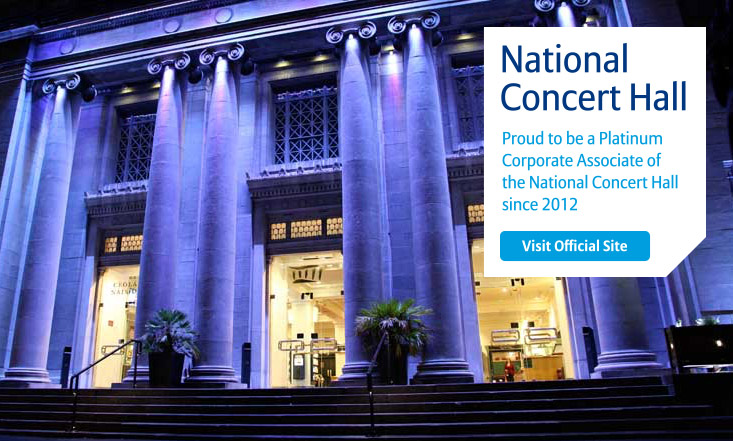 National
Concert Hall
Proud to be a Platinum
Corporate Associate of
the National Concert Hall
since 2012
Visit Official Site